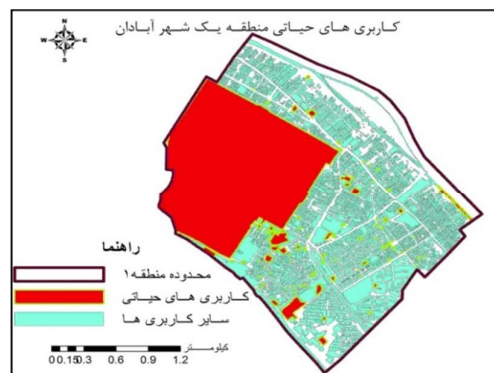 کاربری های حیاتی منطقه یک شهر آبادان
N
W E
S
راهنما
محدوده منطقه۱
کاربری های حیاتی
سایر کاربری ها
کیلومتر
0 0.15 0.3 0.6 0.9 1.2